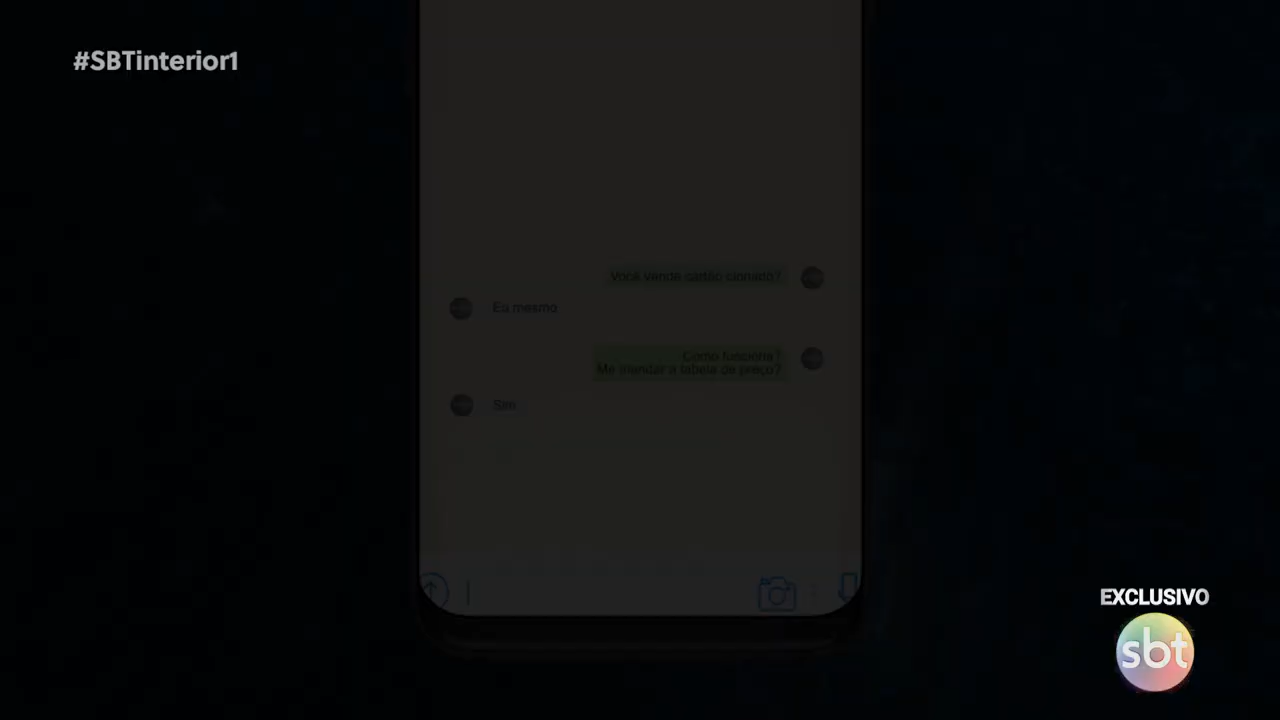 #SBTinterior1
Você vende cartão clonado?
Eu mesmo
Como funciona?
Me mandar a tabela de preço?
Sim
EXCLUSIVO
sbt